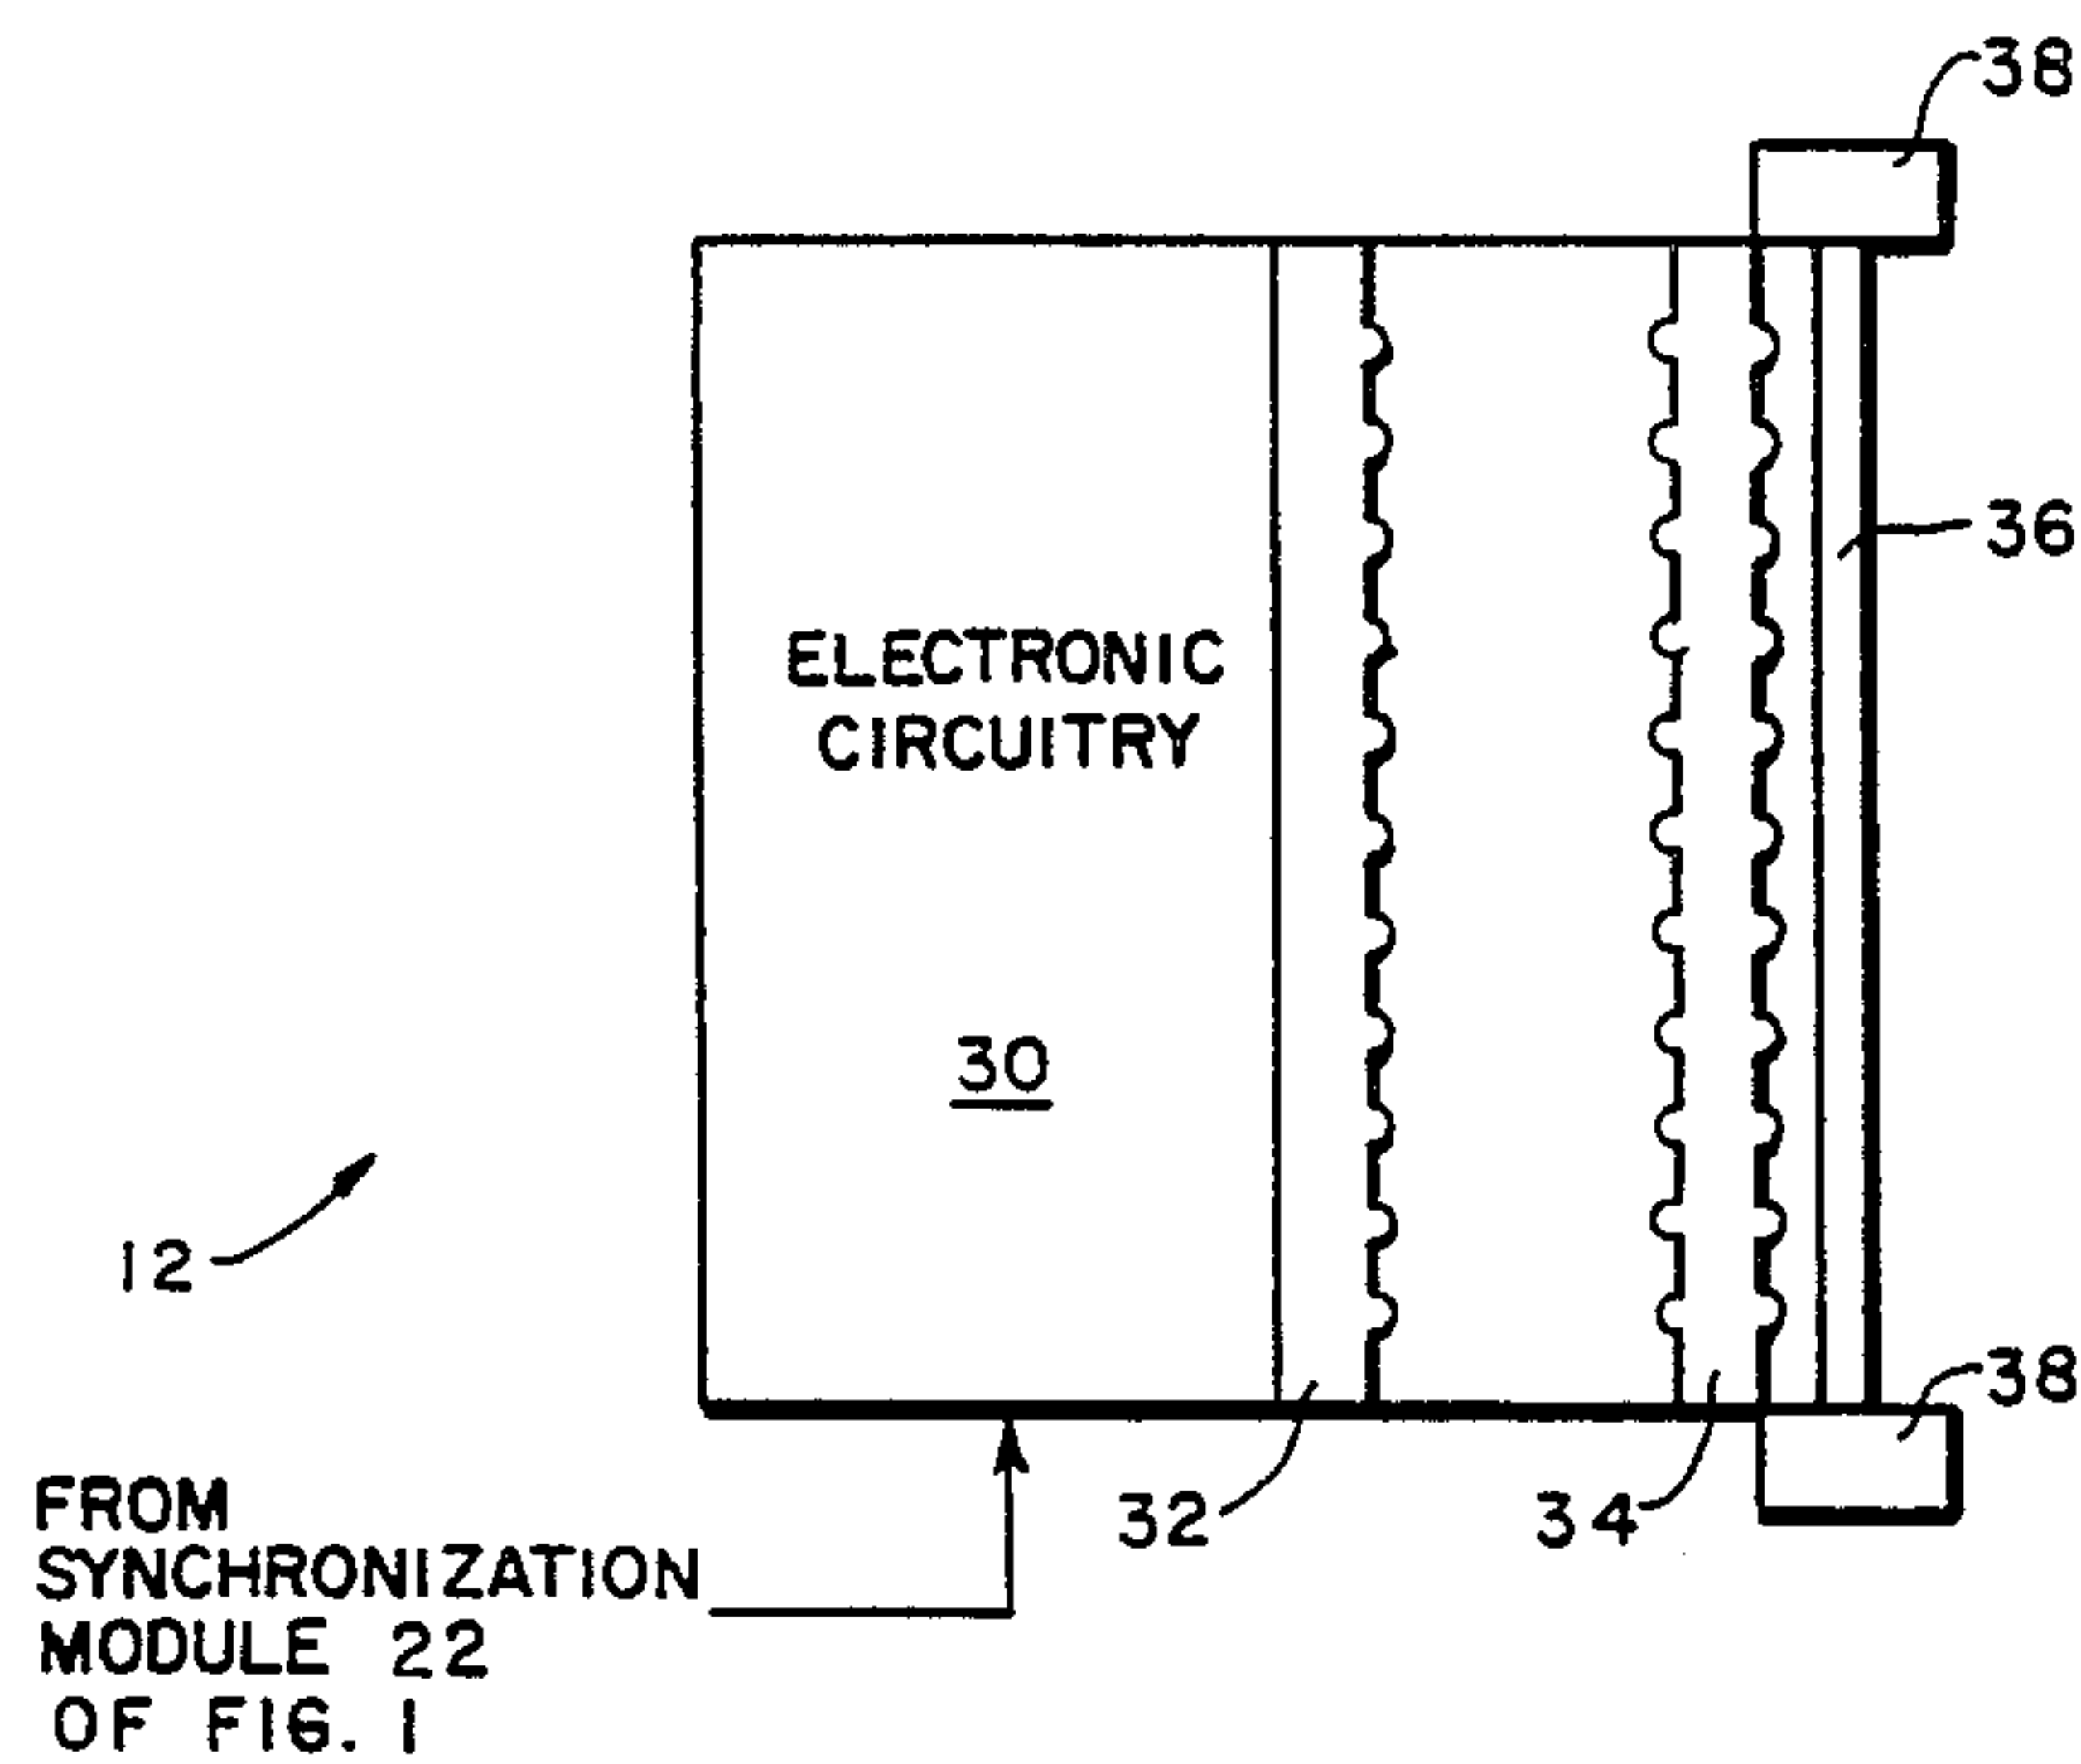 38
36
ELECTRONIC
CIRCUITRY
30
12
38
32
34
FROM
SYNCHRONIZATION
MODULE 22
OF FIG. 1